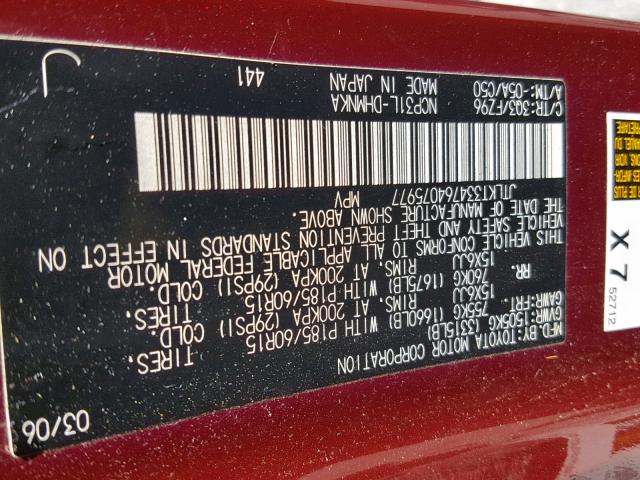 MFD. BY: TOYOTA MOTOR CORPORATION 03/06
GVWR: 1505KG (3315LB)
GAWR: FRT. 755KG (1660LB) WITH P185/60R15 TIRES,
15X6JJ RIMS, AT 200KPA (29PSI) COLD
RR. 760KG (1675LB) WITH P185/60R15 TIRES,
15X6JJ RIMS, AT 200KPA (29PSI) COLD
THIS VEHICLE CONFORMS TO ALL APPLICABLE FEDERAL MOTOR
VEHICLE SAFETY AND THEFT PREVENTION STANDARDS IN EFFECT ON
THE DATE OF MANUFACTURE SHOWN ABOVE.
JTLKT334764075977 MPV
C/TR: 3Q3/FZ96
A/TM: -05A/C50
NCP31L-DHMNKA
MADE IN JAPAN
441
J
X 7
52712